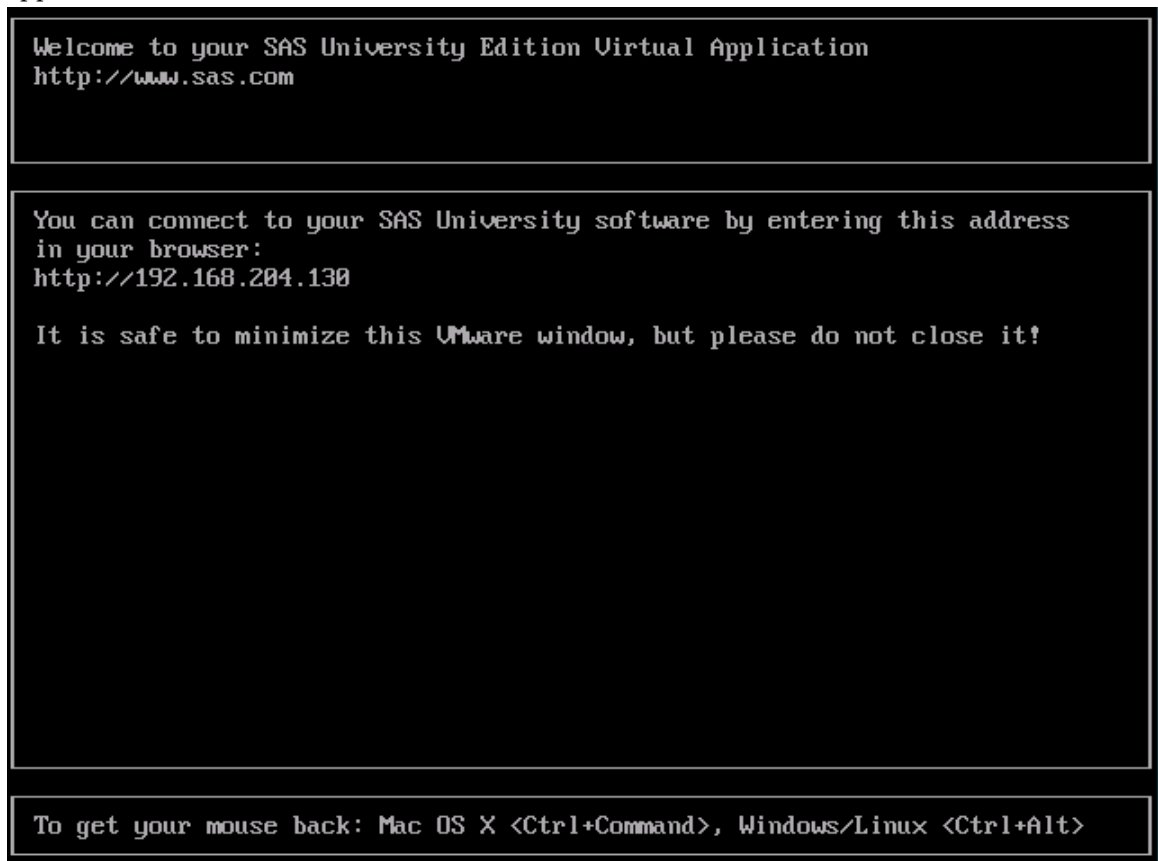 Welcome to your SAS University Edition Virtual Application
http://www.sas.com
You can connect to your SAS University software by entering this address
in your browser:
http://192.168.204.130
It is safe to minimize this VMware window, but please do not close it!
To get your mouse back: Mac OS X <Ctrl+Command>, Windows/Linux <Ctrl+Alt>